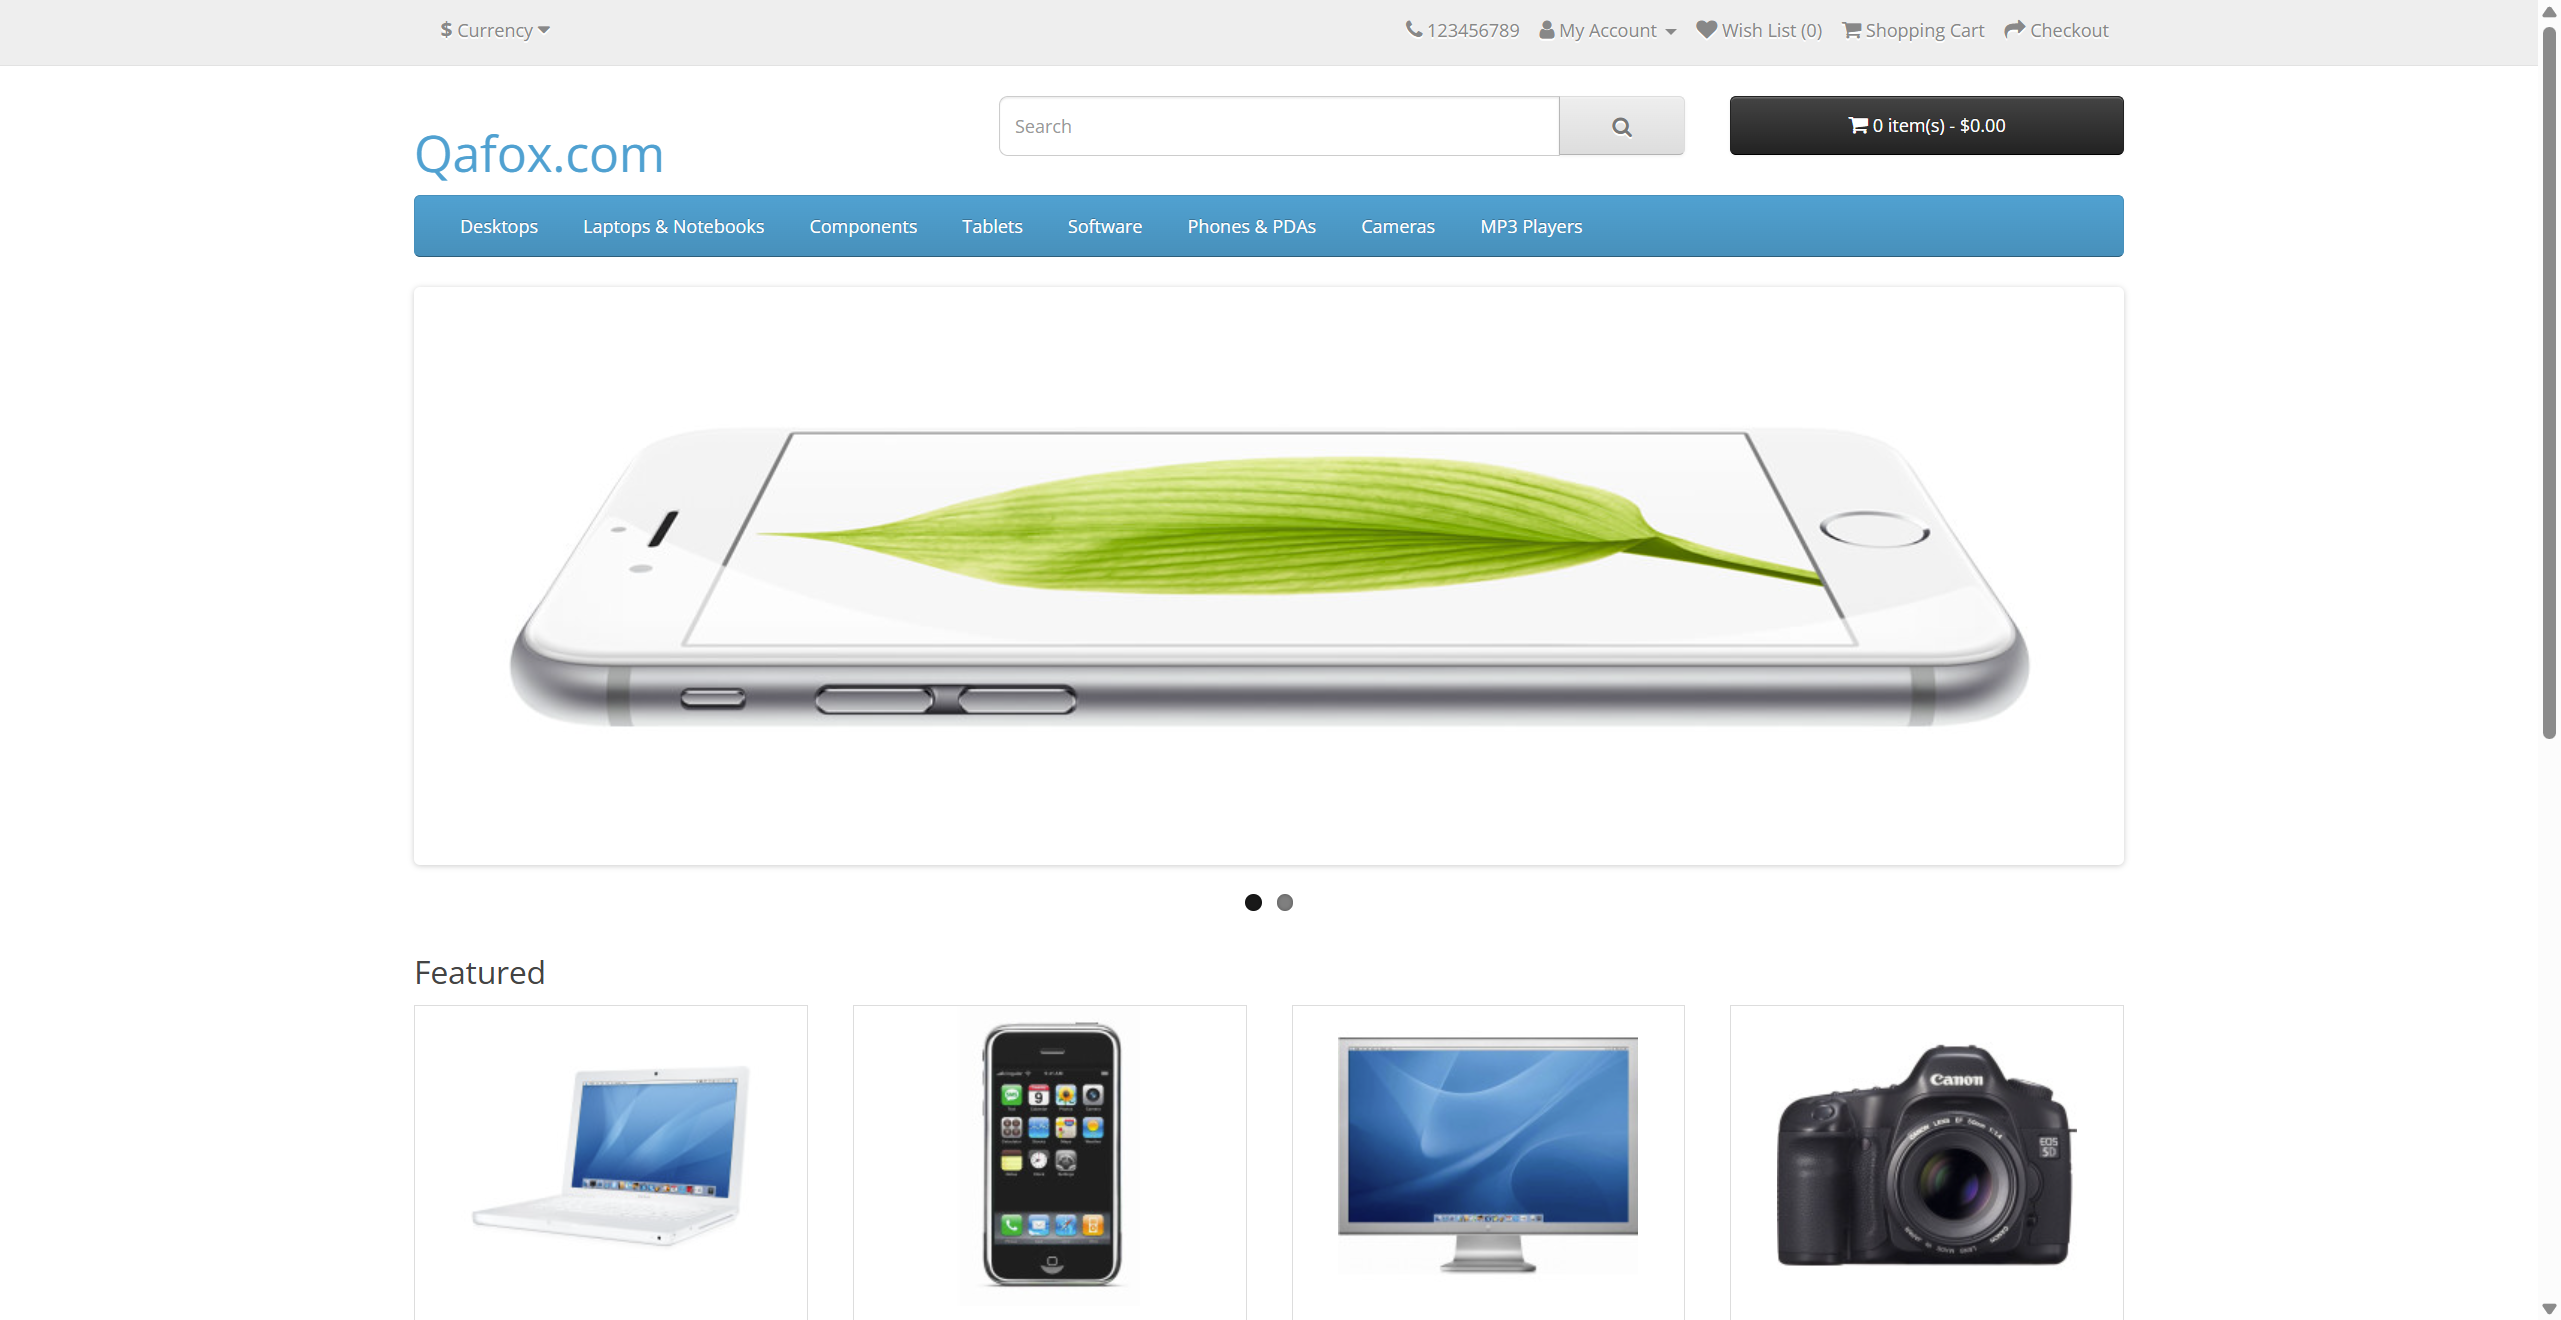 $ Currency
123456789 My Account Wish List (0) Shopping Cart Checkout
Search
0 item(s) - $0.00
Qafox.com
Desktops Laptops & Notebooks Components Tablets Software Phones & PDAs Cameras MP3 Players
Featured
Canon
EOS
5D